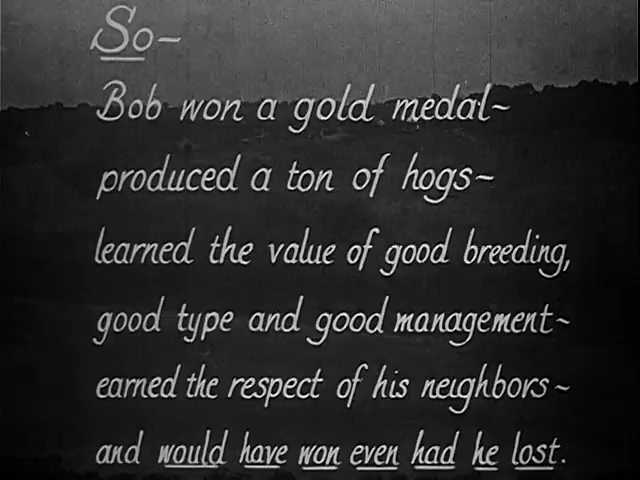 So~
Bob won a gold medal~
produced a ton of hogs~
learned the value of good breeding,
good type and good management~
earned the respect of his neighbors~
and would have won even had he lost.